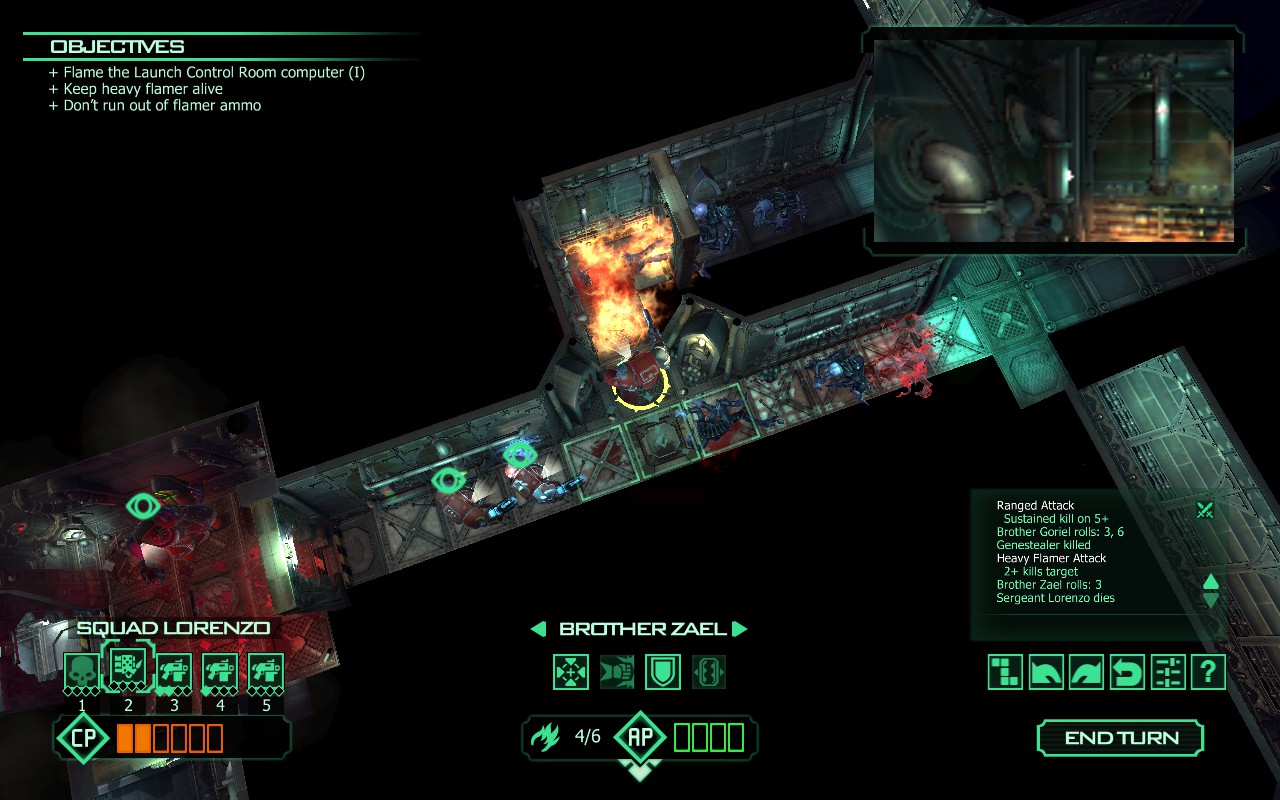 OBJECTIVES
+ Flame the Launch Control Room computer (I)
+ Keep heavy flamer alive
+ Don't run out of flamer ammo
Ranged Attack
Sustained kill on 5+
Brother Goriel rolls: 3, 6
Genestealer killed
Heavy Flamer Attack
2+ kills target
Brother Zael rolls: 3
Sergeant Lorenzo dies
SQUAD LORENZO
1 2 3 4 5
CP
BROTHER ZAEL
4/6 AP
?
END TURN